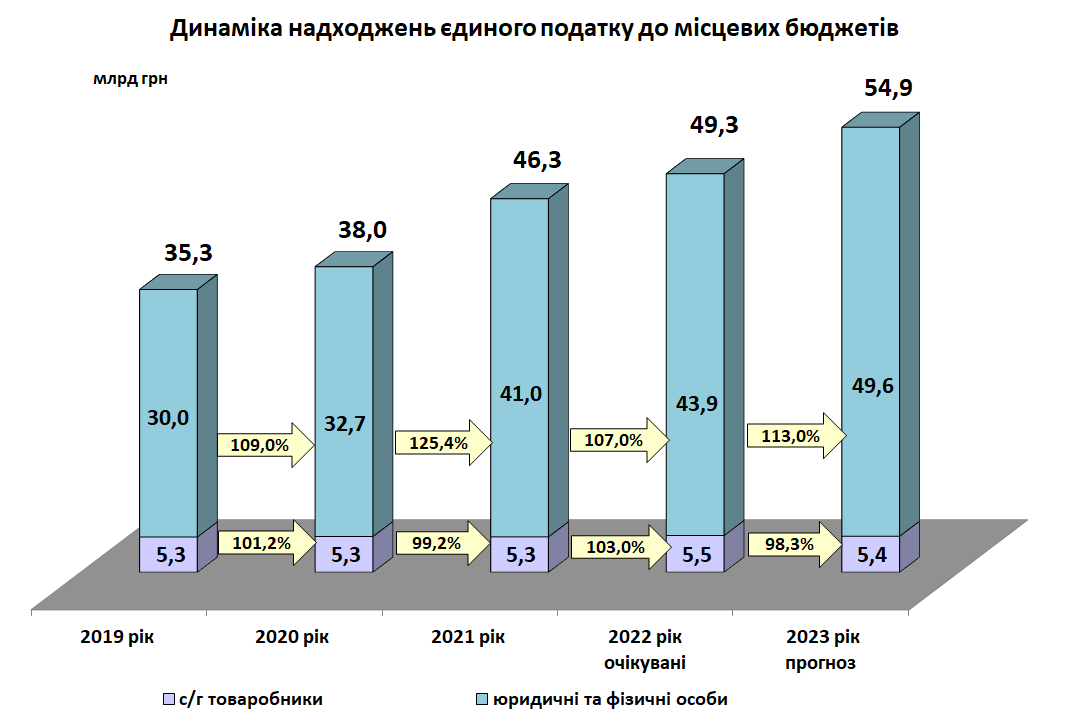 Динаміка надходжень єдиного податку до місцевих бюджетів
млрд грн
35,3
38,0
46,3
49,3
54,9
30,0
32,7
41,0
43,9
49,6
109,0%
125,4%
107,0%
113,0%
5,3
5,3
5,3
5,5
5,4
101,2%
99,2%
103,0%
98,3%
2019 рік
2020 рік
2021 рік
2022 рік
очікувані
2023 рік
прогноз
с/г товаробники
юридичні та фізичні особи